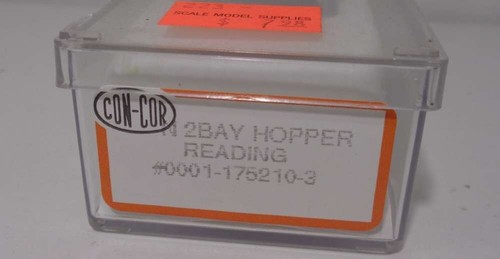 SCALE MODEL SUPPLIES
$
CON-COR
N 2BAY HOPPER
READING
#0001-175210-3